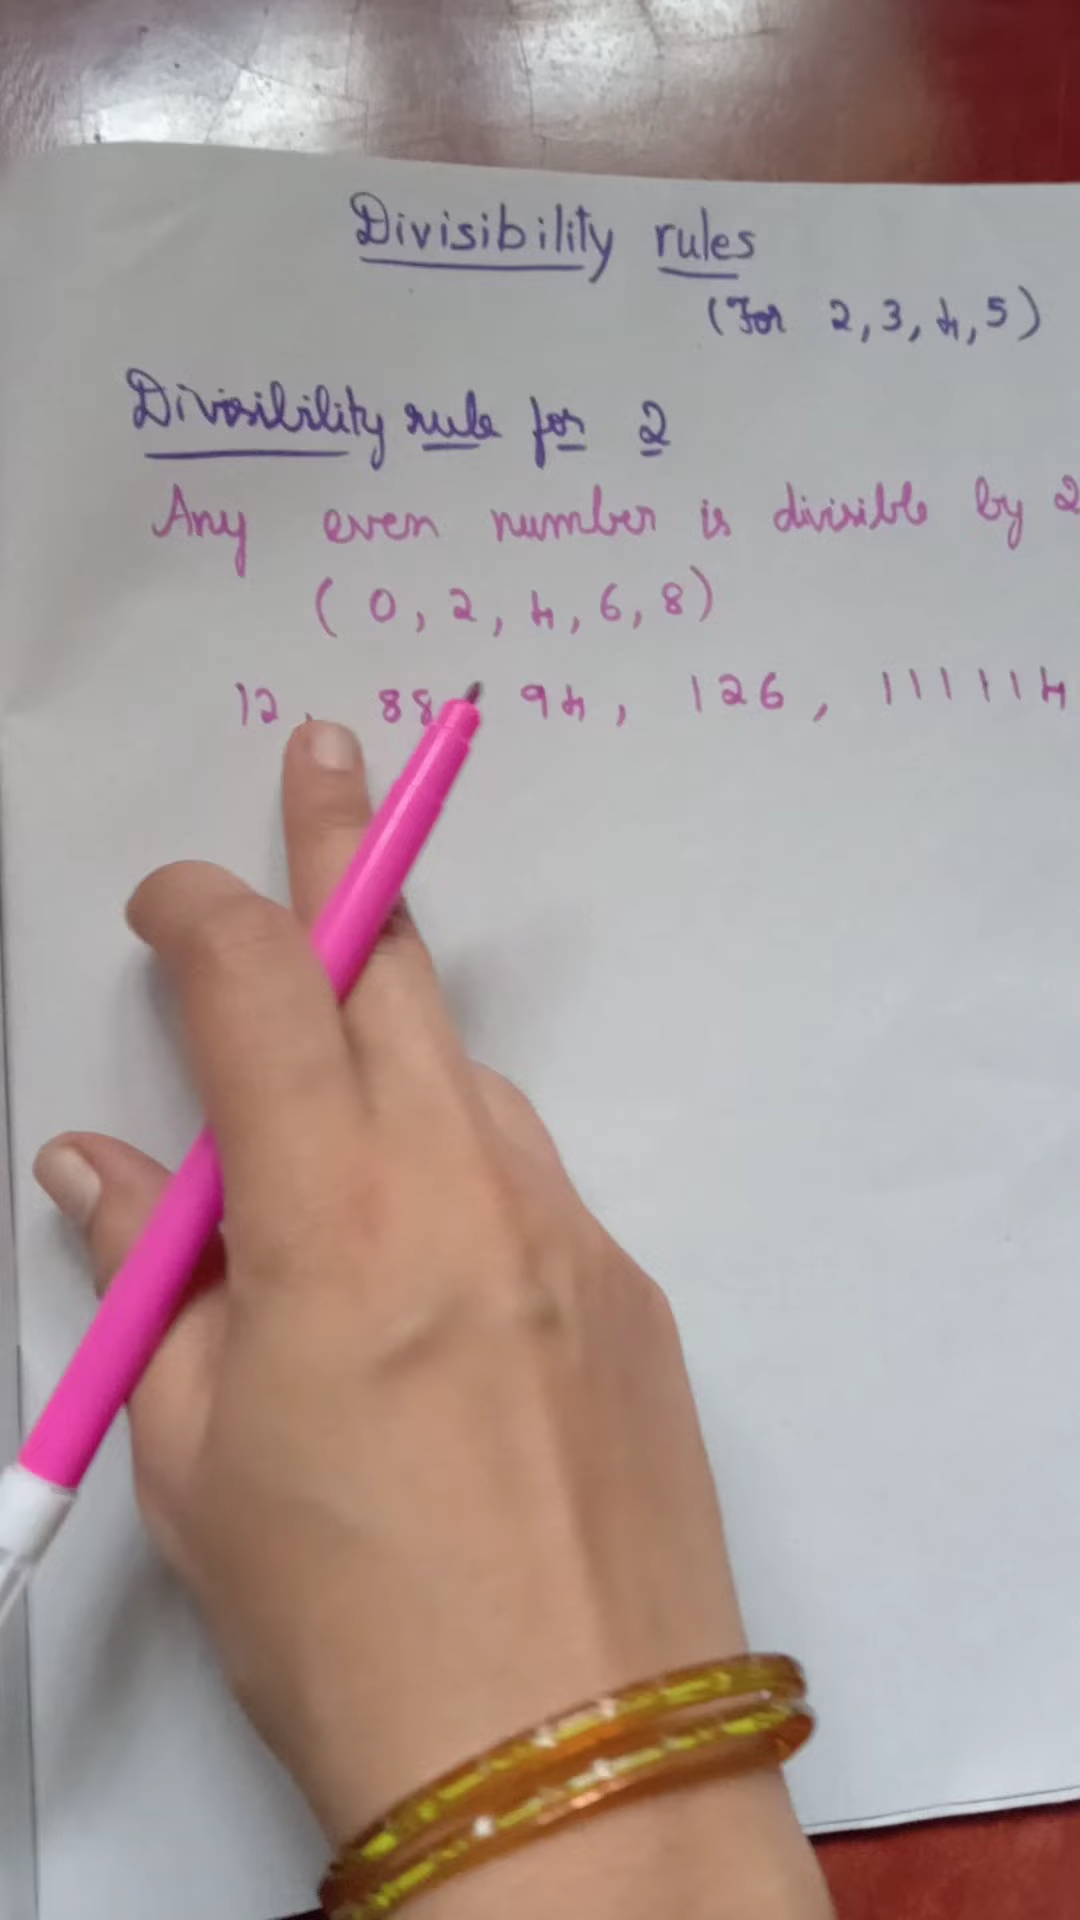 Divisibility rules
(For 2, 3, 4, 5)
Divisibility rule for 2
Any even number is divisible by 2
(0, 2, 4, 6, 8)
12, 88 94, 126, 111114